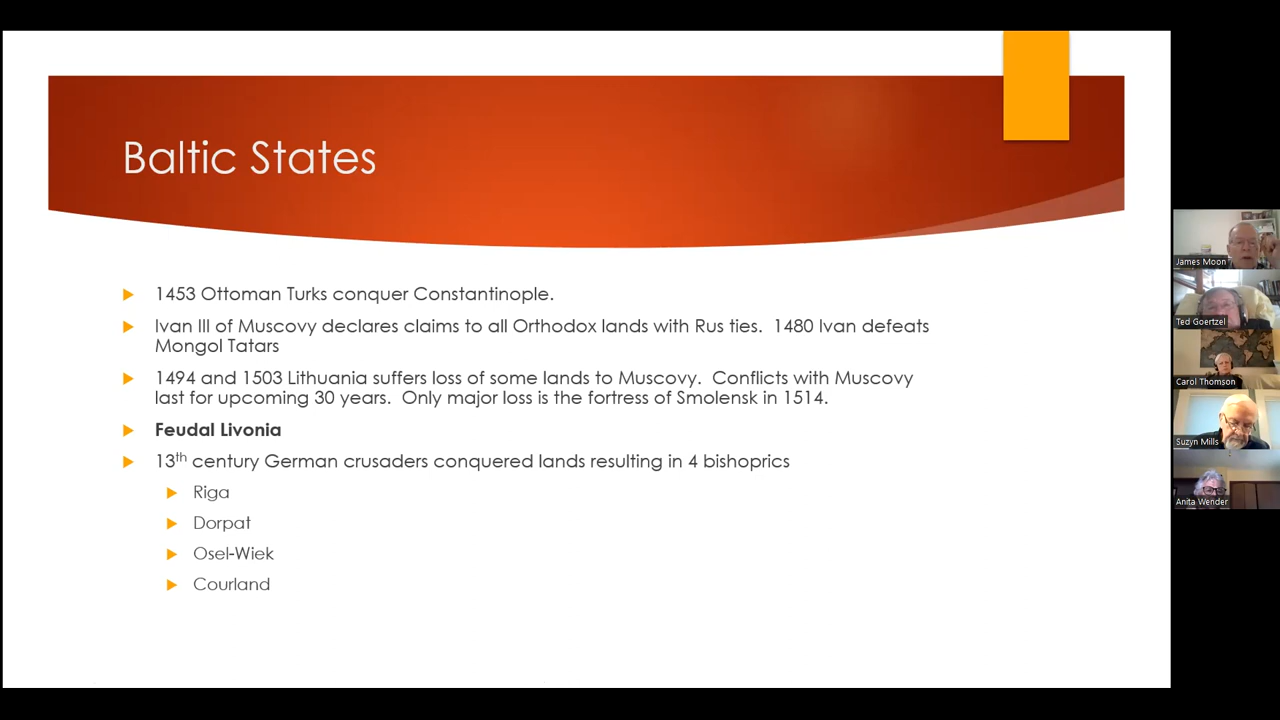 Baltic States
1453 Ottoman Turks conquer Constantinople.
Ivan III of Muscovy declares claims to all Orthodox lands with Rus ties.  1480 Ivan defeats
Mongol Tatars
1494 and 1503 Lithuania suffers loss of some lands to Muscovy.  Conflicts with Muscovy
last for upcoming 30 years.  Only major loss is the fortress of Smolensk in 1514.
Feudal Livonia
13th century German crusaders conquered lands resulting in 4 bishoprics
Riga
Dorpat
Osel-Wiek
Courland
James Moon
Ted Goertzel
Carol Thomson
Suzyn Mills
Anita Wender